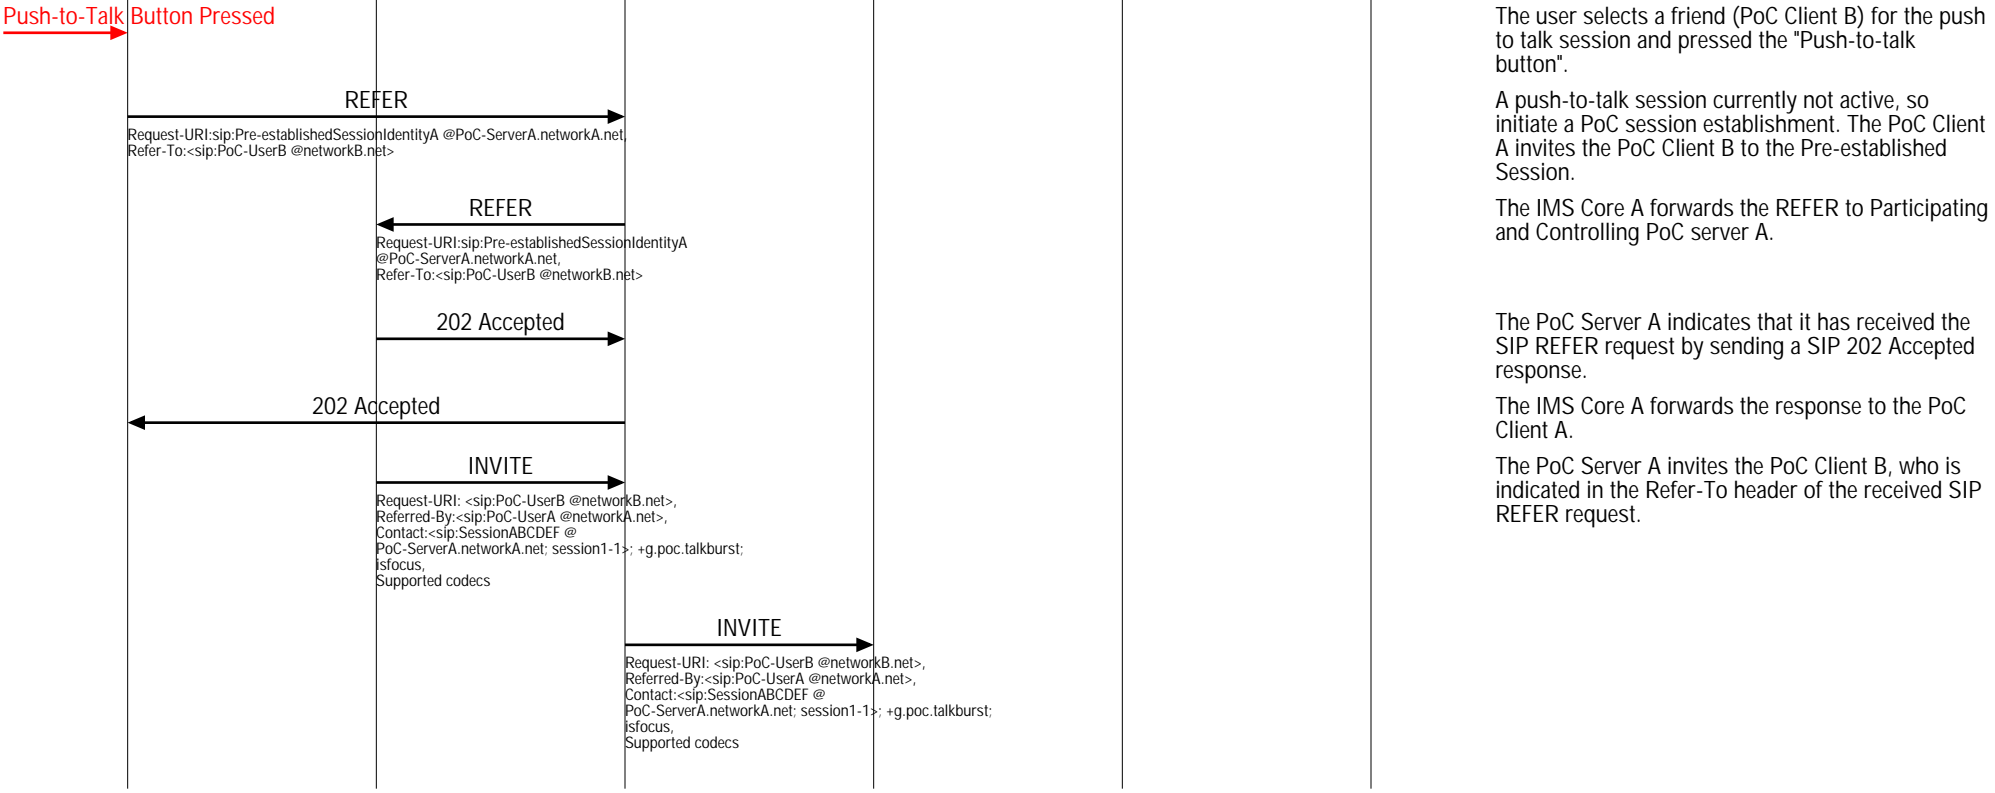 Push-to-Talk Button Pressed
The user selects a friend (PoC Client B) for the push
to talk session and pressed the "Push-to-talk
button".
REFER
Request-URI:sip:Pre-establishedSessionIdentityA @PoC-ServerA.networkA.net,
Refer-To:<sip:PoC-UserB @networkB.net>
A push-to-talk session currently not active, so
initiate a PoC session establishment. The PoC Client
A invites the PoC Client B to the Pre-established
Session.
REFER
Request-URI:sip:Pre-establishedSessionIdentityA
@PoC-ServerA.networkA.net,
Refer-To:<sip:PoC-UserB @networkB.net>
The IMS Core A forwards the REFER to Participating
and Controlling PoC server A.
202 Accepted
The PoC Server A indicates that it has received the
SIP REFER request by sending a SIP 202 Accepted
response.
202 Accepted
The IMS Core A forwards the response to the PoC
Client A.
INVITE
Request-URI: <sip:PoC-UserB @networkB.net>,
Referred-By:<sip:PoC-UserA @networkA.net>,
Contact:<sip:SessionABCDEF @
PoC-ServerA.networkA.net; session1-1>; +g.poc.talkburst;
isfocus,
Supported codecs
The PoC Server A invites the PoC Client B, who is
indicated in the Refer-To header of the received SIP
REFER request.
INVITE
Request-URI: <sip:PoC-UserB @networkB.net>,
Referred-By:<sip:PoC-UserA @networkA.net>,
Contact:<sip:SessionABCDEF @
PoC-ServerA.networkA.net; session1-1>; +g.poc.talkburst;
isfocus,
Supported codecs